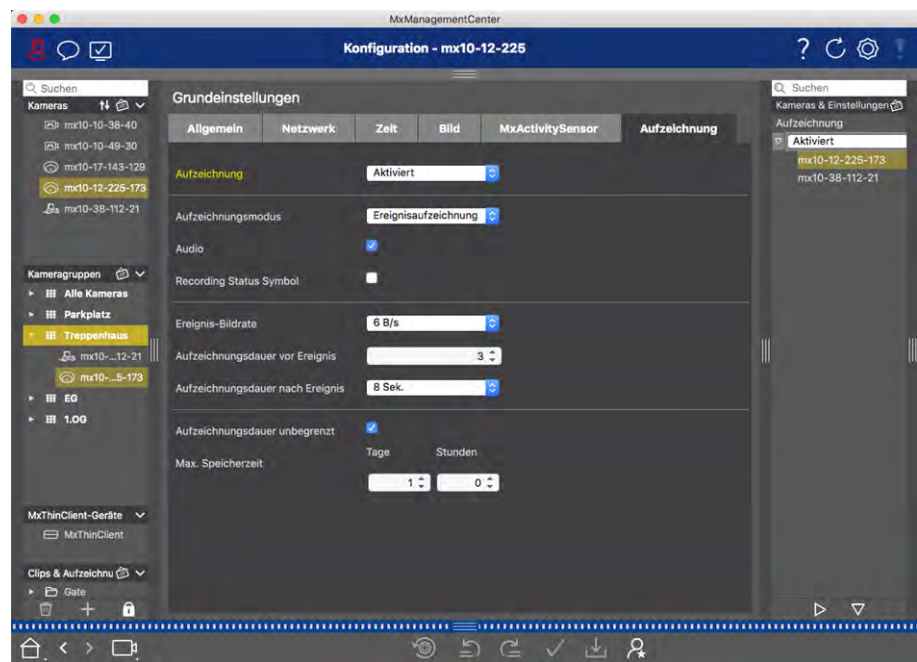 MxManagementCenter
Konfiguration - mx10-12-225
?
Suchen
Kameras
mx10-10-38-40
mx10-10-49-30
mx10-17-143-129
mx10-12-225-173
mx10-38-112-21
Kameragruppen
Alle Kameras
Parkplatz
Treppenhaus
mx10-...12-21
mx10-...5-173
EG
1.OG
MxThinClient-Geräte
MxThinClient
Clips & Aufzeichnu
Gate
Grundeinstellungen
Allgemein Netzwerk Zeit Bild MxActivitySensor Aufzeichnung
Aufzeichnung Aktiviert
Aufzeichnungsmodus Ereignisaufzeichnung
Audio
Recording Status Symbol
Ereignis-Bildrate 6 B/s
Aufzeichnungsdauer vor Ereignis 3
Aufzeichnungsdauer nach Ereignis 8 Sek.
Aufzeichnungsdauer unbegrenzt
Tage Stunden
Max. Speicherzeit
1 0
Suchen
Kameras & Einstellungen
Aufzeichnung
Aktiviert
mx10-12-225-173
mx10-38-112-21